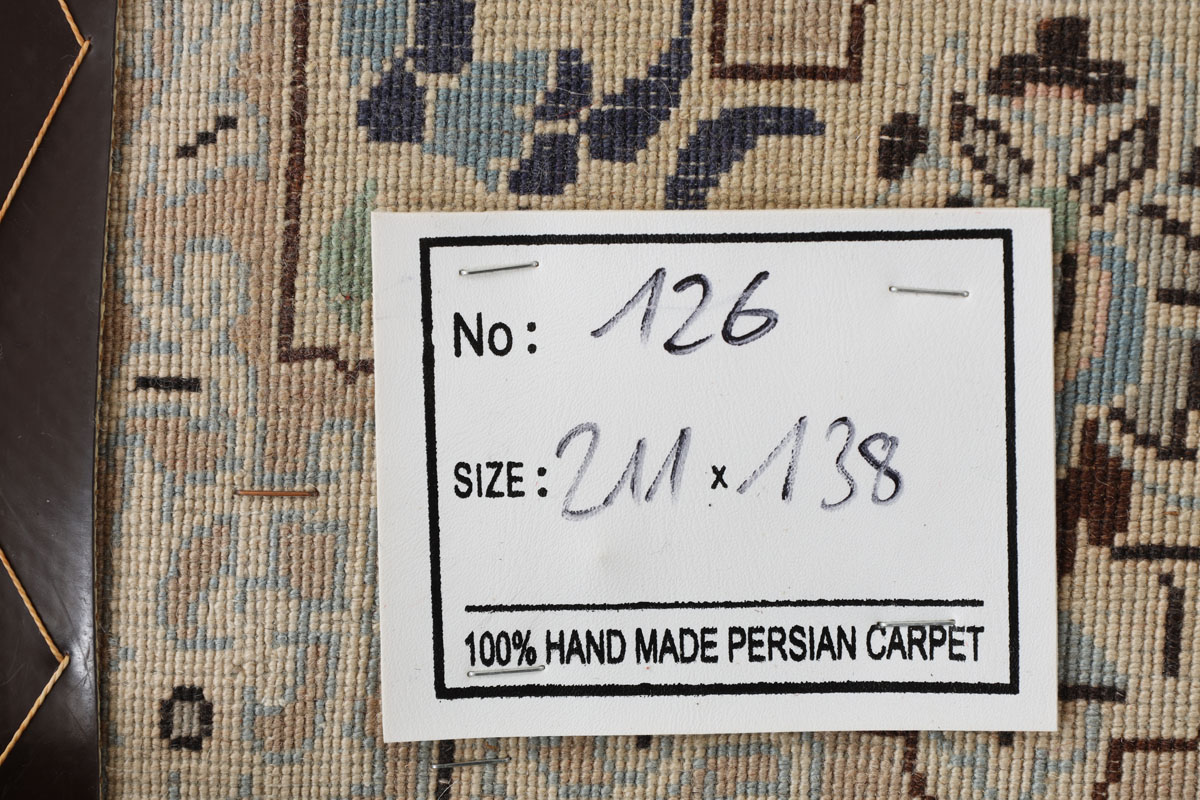 No: 126
SIZE: 211 x 138
100% HAND MADE PERSIAN CARPET